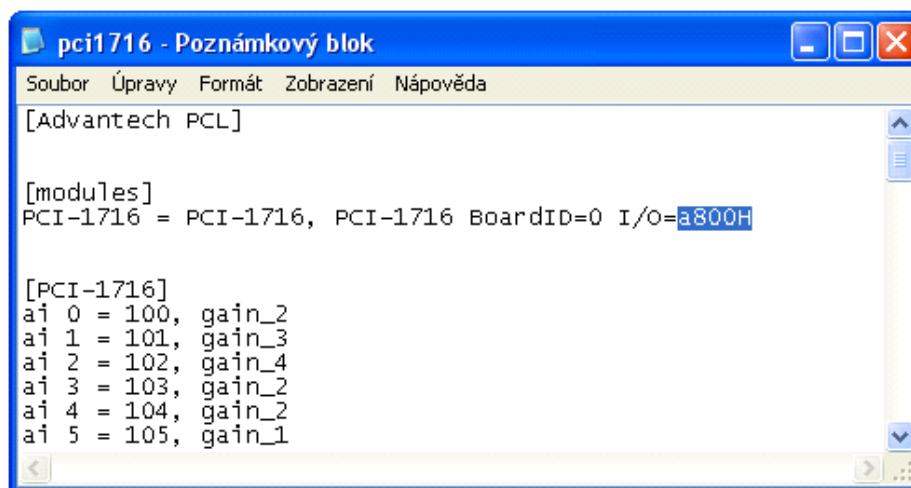 pci1716 - Poznámkový blok
Soubor Úpravy Formát Zobrazení Nápověda
[Advantech PCL]
[modules]
PCI-1716 = PCI-1716, PCI-1716 BoardID=0 I/O=a800H
[PCI-1716]
ai 0 = 100, gain_2
ai 1 = 101, gain_3
ai 2 = 102, gain_4
ai 3 = 103, gain_2
ai 4 = 104, gain_2
ai 5 = 105, gain_1